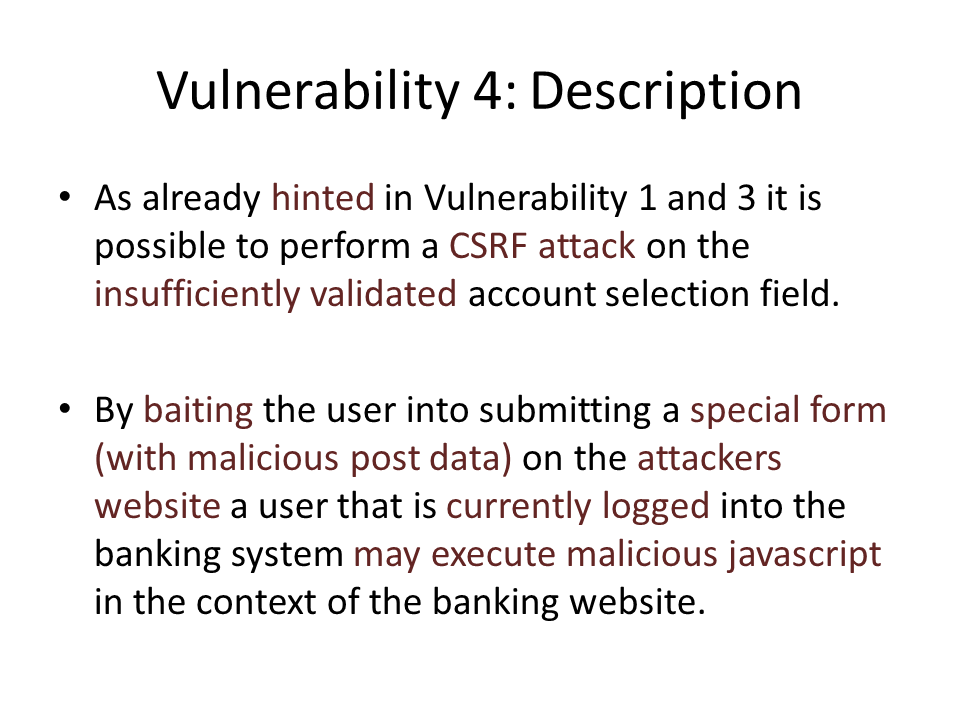 Vulnerability 4: Description
• As already hinted in Vulnerability 1 and 3 it is
possible to perform a CSRF attack on the
insufficiently validated account selection field.
• By baiting the user into submitting a special form
(with malicious post data) on the attackers
website a user that is currently logged into the
banking system may execute malicious javascript
in the context of the banking website.